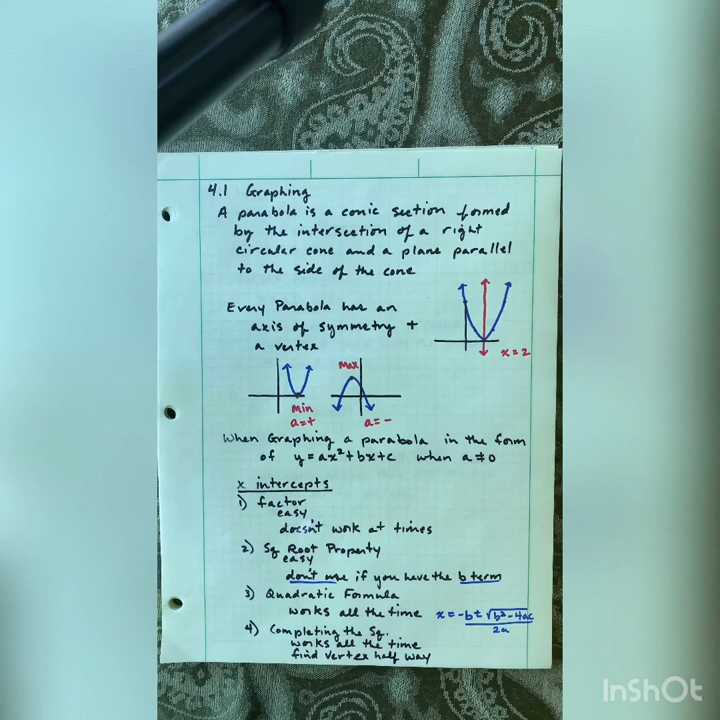 4.1 Graphing
A parabola is a conic section formed
by the intersection of a right
circular cone and a plane parallel
to the side of the cone
Every Parabola has an
axis of symmetry +
a vertex
x = 2
Max
Min
a=+
a=-
When Graphing a parabola in the form
of y = ax² + bx + c when a ≠ 0
x intercepts
1) factor
easy
doesn't work at times
2) Sq Root Property
easy
don't use if you have the b term
3) Quadratic Formula
works all the time x = -b ± √b² - 4ac / 2a
4) Completing the Sq.
works all the time
find vertex half way
InShOt